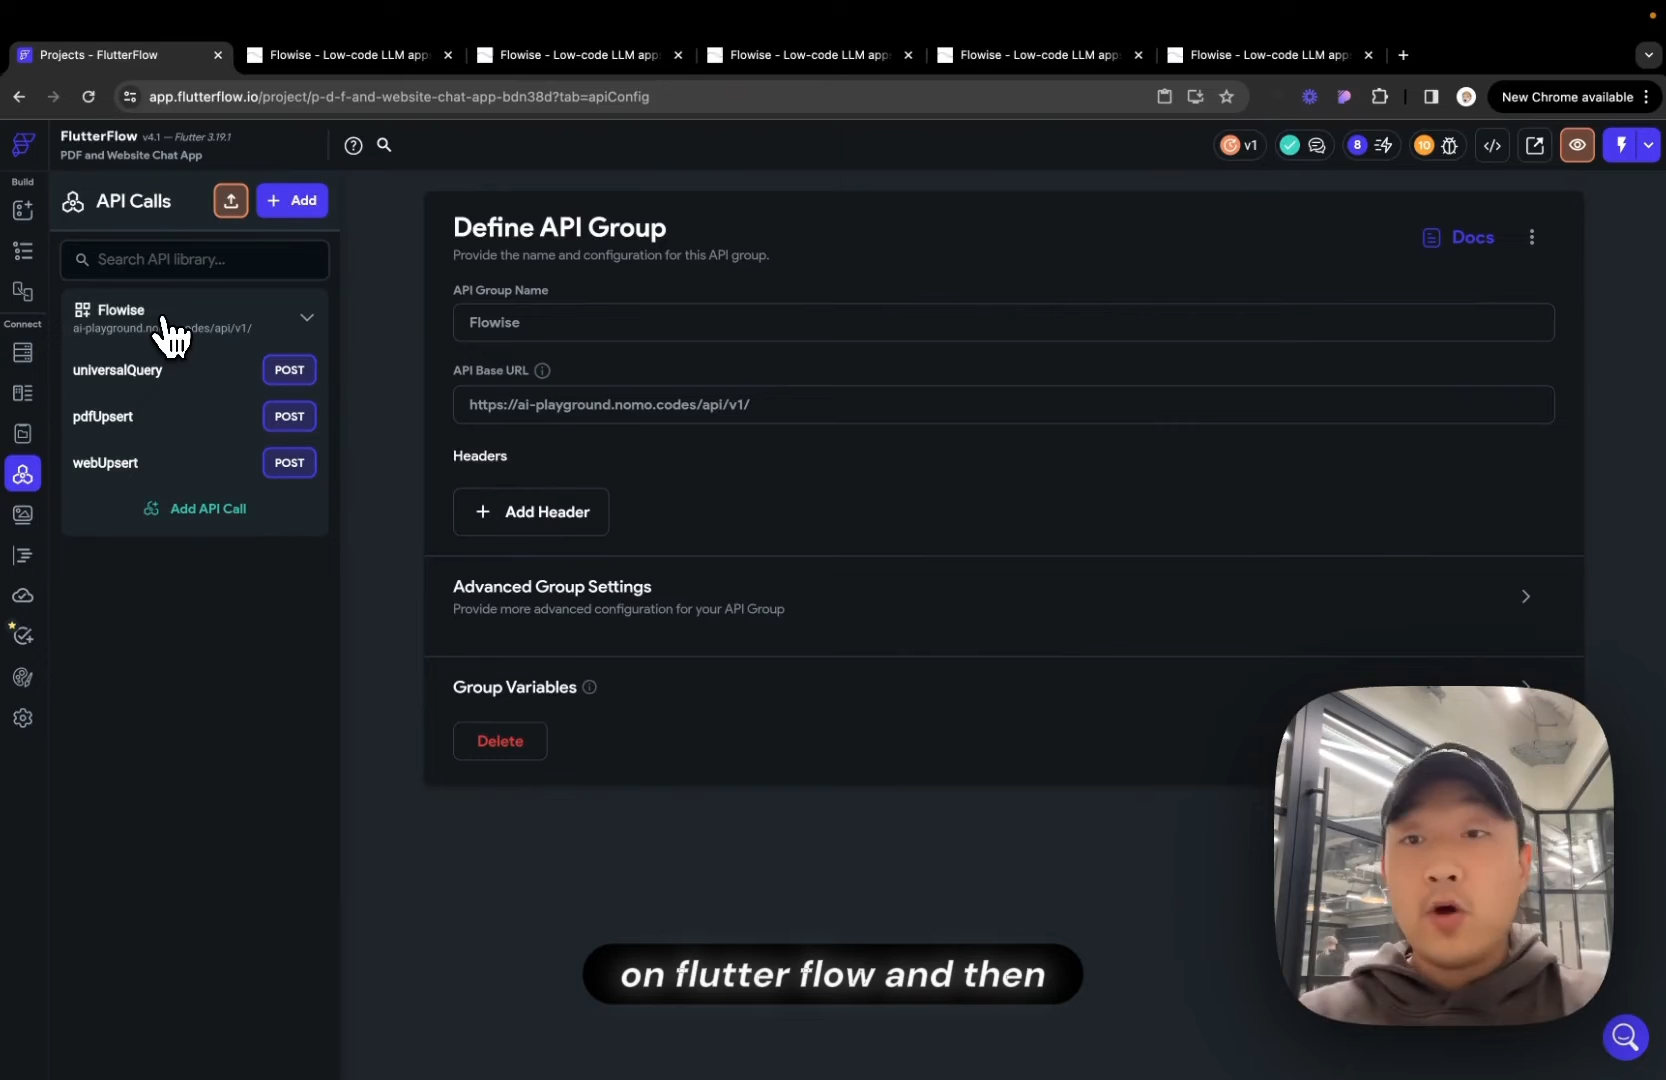 Projects - FlutterFlow
Flowise - Low-code LLM app
Flowise - Low-code LLM app
Flowise - Low-code LLM app
Flowise - Low-code LLM app
Flowise - Low-code LLM app
app.flutterflow.io/project/p-d-f-and-website-chat-app-bdn38d?tab=apiConfig
New Chrome available
FlutterFlow v4.1 — Flutter 3.19.1
PDF and Website Chat App
v1
8
10
Build
Connect
API Calls
+ Add
Search API library...
Flowise
ai-playground.no des/api/v1/
universalQuery POST
pdfUpsert POST
webUpsert POST
Add API Call
Define API Group
Provide the name and configuration for this API group.
Docs
API Group Name
Flowise
API Base URL
https://ai-playground.nomo.codes/api/v1/
Headers
+ Add Header
Advanced Group Settings
Provide more advanced configuration for your API Group
Group Variables
Delete
on flutter flow and then